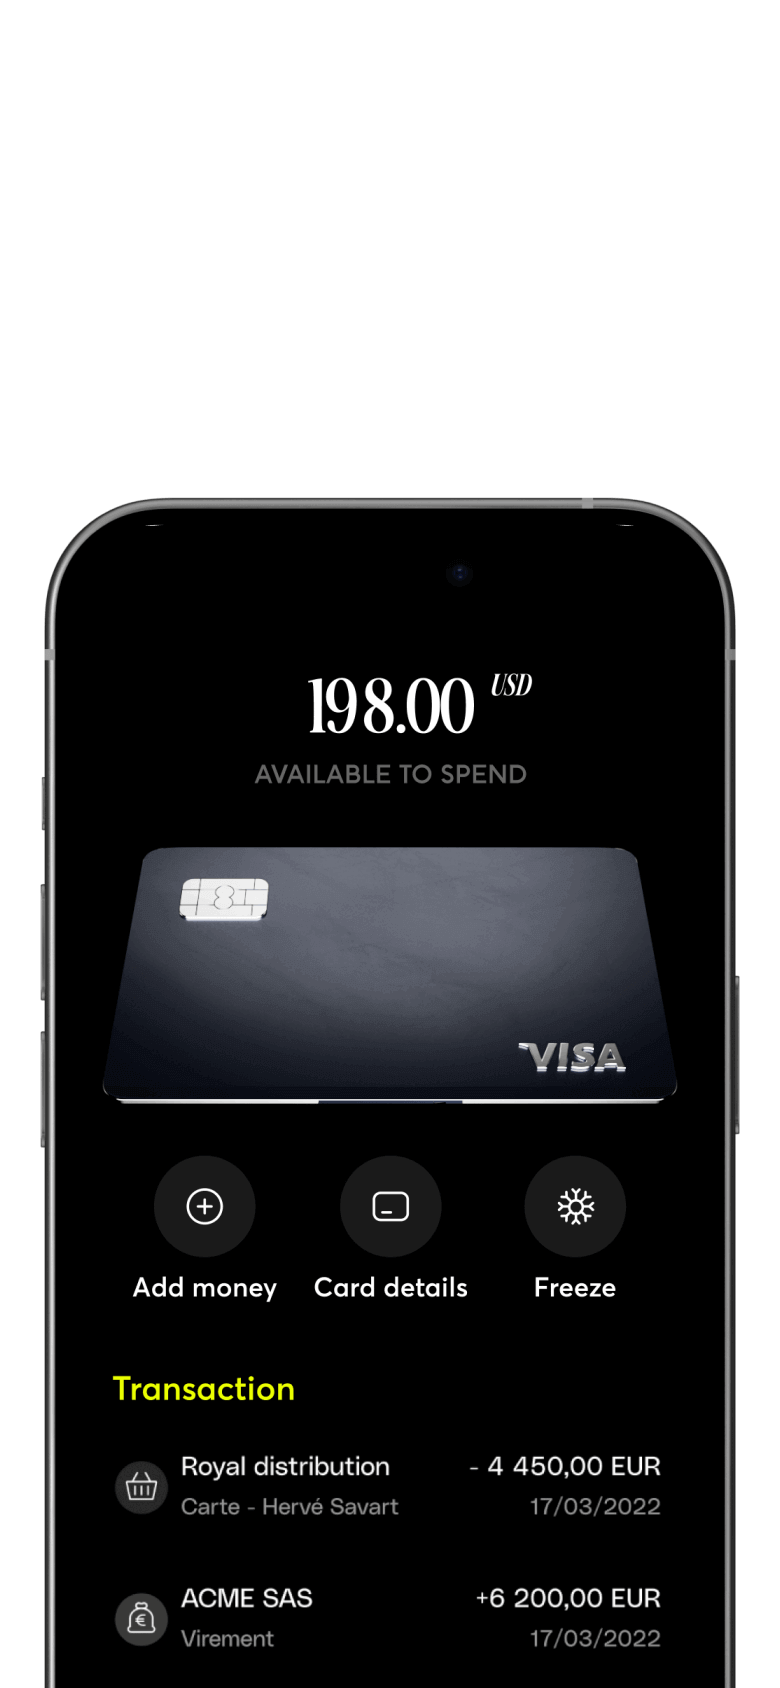 198.00 USD
AVAILABLE TO SPEND
VISA
Add money Card details Freeze
Transaction
Royal distribution - 4 450,00 EUR
Carte - Hervé Savart 17/03/2022
ACME SAS +6 200,00 EUR
Virement 17/03/2022